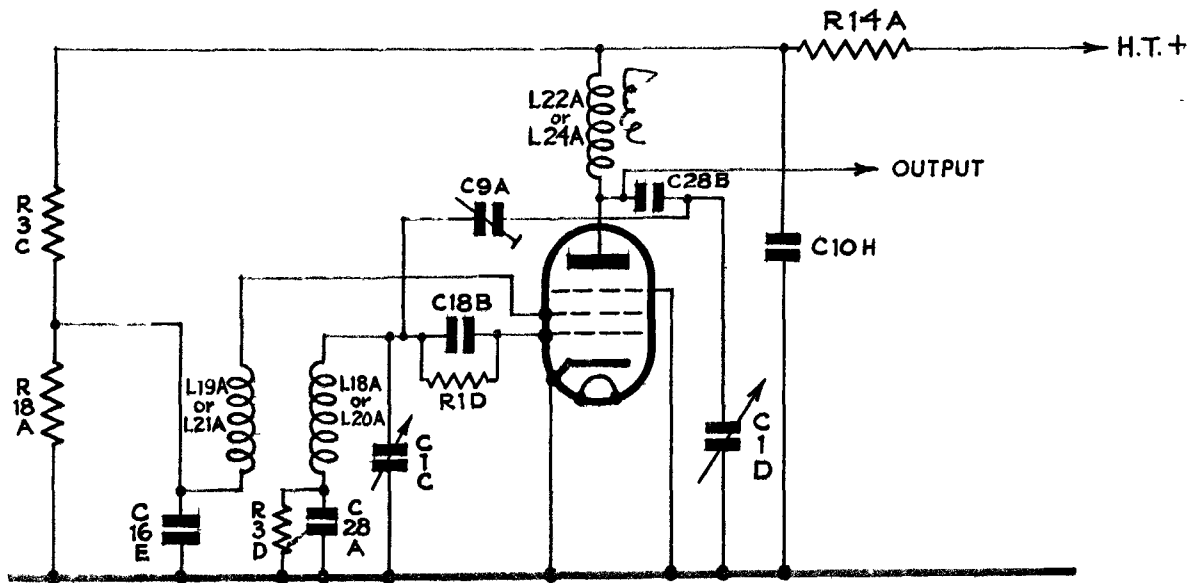 R14A
H.T.+
L22A
or
L24A
OUTPUT
C28B
C9A
R
3
C
C10H
C18B
R
18
A
L19A
or
L21A
L18A
or
L20A
R1D
C
1
C
C
1
D
C
16
E
R
3
D
C
28
A